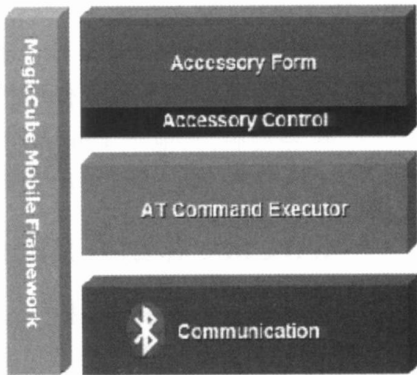 MagicCube Mobile Framework
Accessory Form
Accessory Control
AT Command Executor
Communication